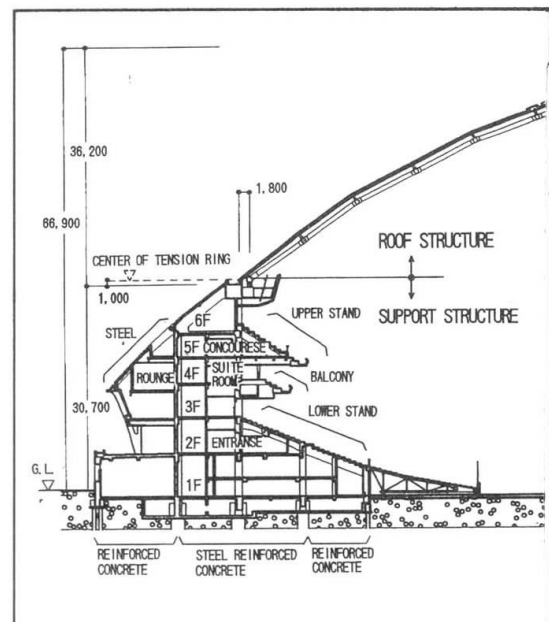 36,200
1,800
66,900
ROOF STRUCTURE
CENTER OF TENSION RING
1,000
SUPPORT STRUCTURE
6F
UPPER STAND
STEEL
5F CONCOURESE
4F SUITE
ROOM
ROUNGE
BALCONY
30,700
3F
LOWER STAND
2F ENTRANSE
G.L.
1F
REINFORCED
CONCRETE
STEEL REINFORCED
CONCRETE
REINFORCED
CONCRETE